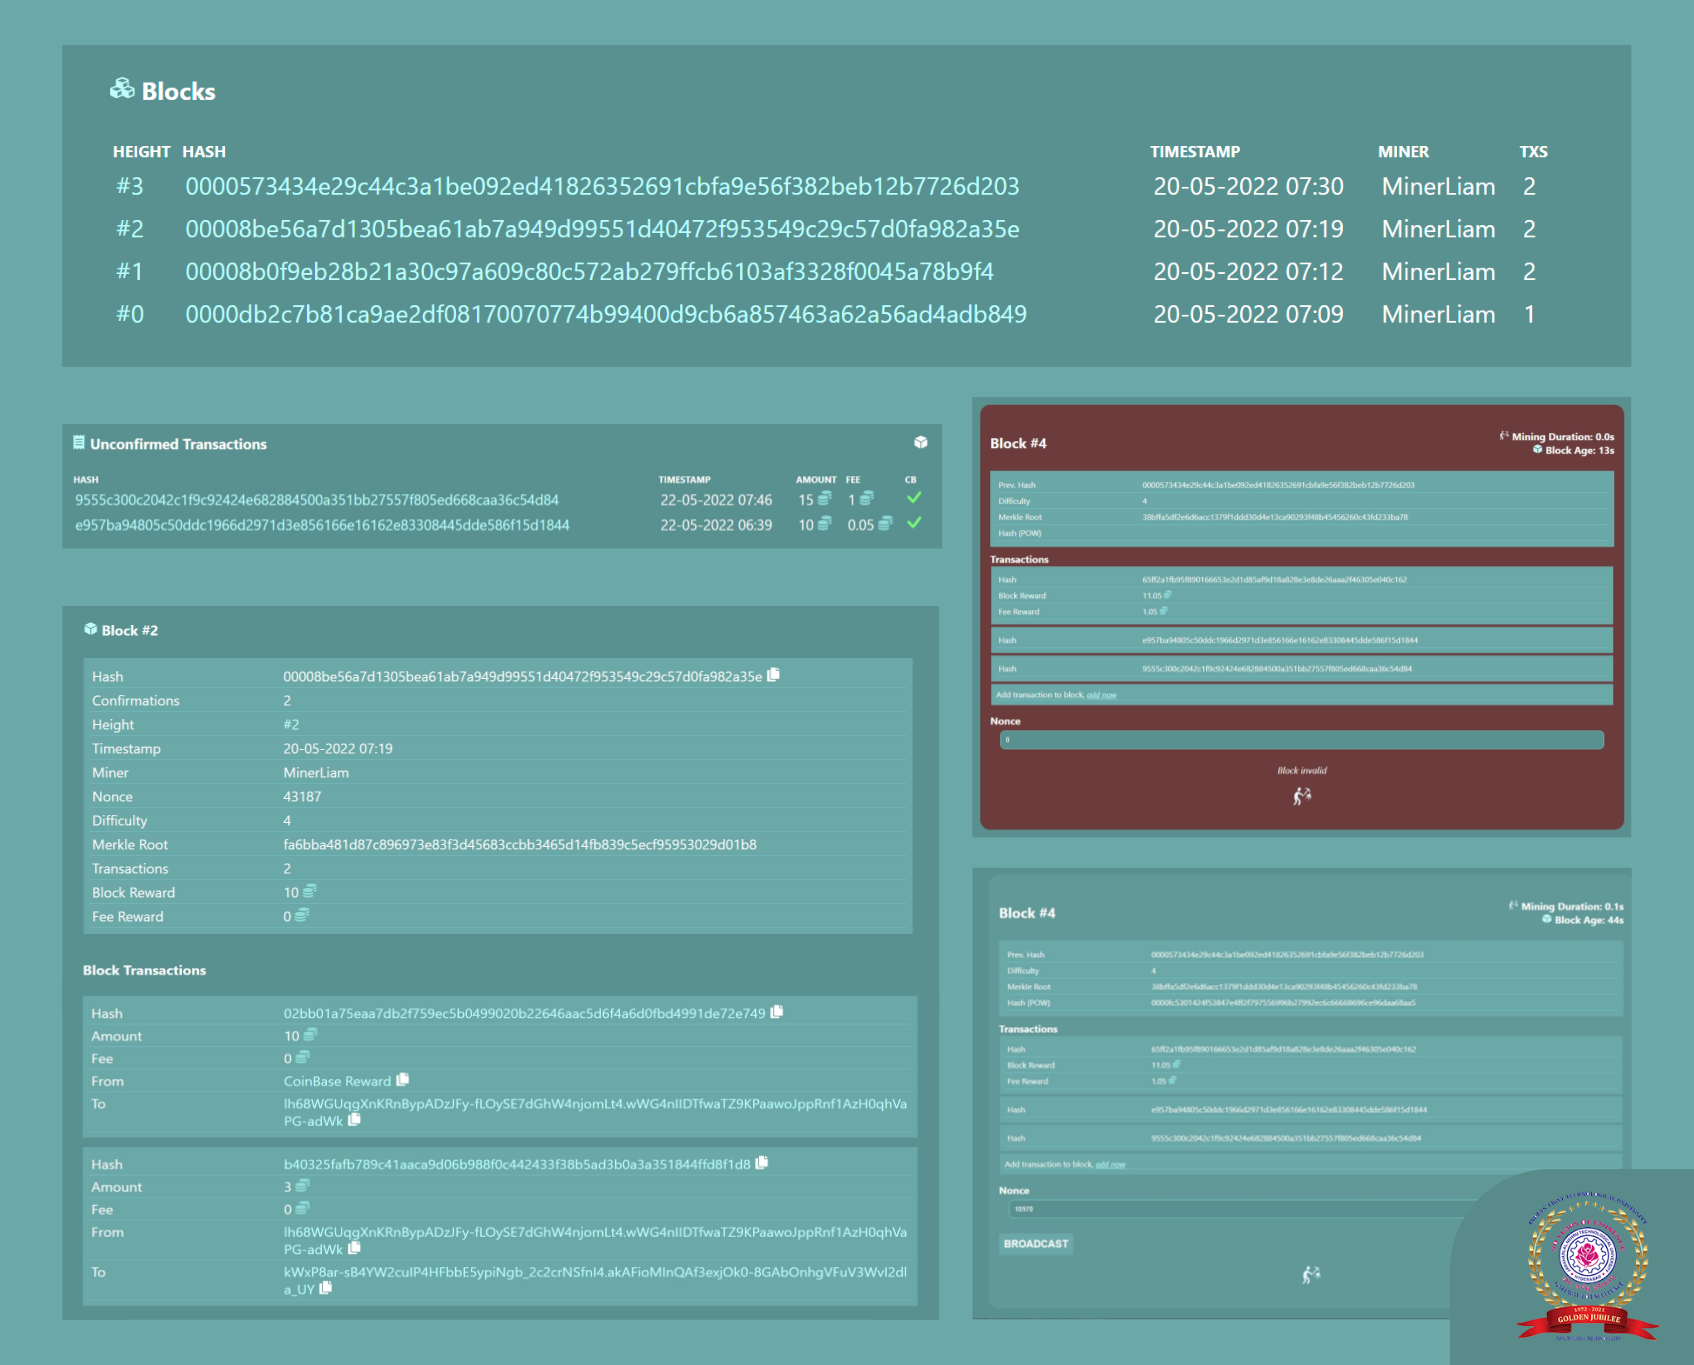 Blocks
HEIGHT HASH TIMESTAMP MINER TXS
#3 0000573434e29c44c3a1be092ed41826352691cbfa9e56f382beb12b7726d203 20-05-2022 07:30 MinerLiam 2
#2 00008be56a7d1305bea61ab7a949d99551d40472f953549c29c57d0fa982a35e 20-05-2022 07:19 MinerLiam 2
#1 00008b0f9eb28b21a30c97a609c80c572ab279ffcb6103af3328f0045a78b9f4 20-05-2022 07:12 MinerLiam 2
#0 0000db2c7b81ca9ae2df08170070774b99400d9cb6a857463a62a56ad4adb849 20-05-2022 07:09 MinerLiam 1
Unconfirmed Transactions
HASH TIMESTAMP AMOUNT FEE CB
9555c300c2042c1f9c92424e682884500a351bb27557f805ed668caa36c54d84 22-05-2022 07:46 15 1
e957ba94805c50ddc1966d2971d3e856166e16162e83308445dde586f15d1844 22-05-2022 06:39 10 0.05
Block #2
Hash 00008be56a7d1305bea61ab7a949d99551d40472f953549c29c57d0fa982a35e
Confirmations 2
Height #2
Timestamp 20-05-2022 07:19
Miner MinerLiam
Nonce 43187
Difficulty 4
Merkle Root fa6bba481d87c896973e83f3d45683ccbb3465d14fb839c5ecf95953029d01b8
Transactions 2
Block Reward 10
Fee Reward 0
Block Transactions
Hash 02bb01a75eaa7db2f759ec5b0499020b22646aac5d6f4a6d0fbd4991de72e749
Amount 10
Fee 0
From CoinBase Reward
To lh68WGUqgXnKRnBypADzJFy-fLOySE7dGhW4njomLt4.wWG4nIIDTfwaTZ9KPaawoJppRnf1AzH0qhVa
PG-adWk
Hash b40325fafb789c41aaca9d06b988f0c442433f38b5ad3b0a3a351844ffd8f1d8
Amount 3
Fee 0
From lh68WGUqgXnKRnBypADzJFy-fLOySE7dGhW4njomLt4.wWG4nIIDTfwaTZ9KPaawoJppRnf1AzH0qhVa
PG-adWk
To kWxP8ar-sB4YW2culP4HFbbE5ypiNgb_2c2crNSfnI4.akAFioMlnQAf3exjOk0-8GAbOnhgVFuV3WvI2dl
a_UY
Block #4
Mining Duration: 0.0s
Block Age: 13s
Prev. Hash 0000573434e29c44c3a1be092ed41826352691cbfa9e56f382beb12b7726d203
Difficulty 4
Merkle Root 38bffa5df2e6d6acc1379f1ddd30d4e13ca90293f48b45456260c43fd233ba78
Hash (POW)
Transactions
Hash 65ff2a1fb95f890166653e2d1d85af9d18a828e3e8de26aaa2f46305e040c162
Block Reward 11.05
Fee Reward 1.05
Hash e957ba94805c50ddc1966d2971d3e856166e16162e83308445dde586f15d1844
Hash 9555c300c2042c1f9c92424e682884500a351bb27557f805ed668caa36c54d84
Add transaction to block, add now
Nonce
0
Block invalid
Block #4
Mining Duration: 0.1s
Block Age: 44s
Prev. Hash 0000573434e29c44c3a1be092ed41826352691cbfa9e56f382beb12b7726d203
Difficulty 4
Merkle Root 38bffa5df2e6d6acc1379f1ddd30d4e13ca90293f48b45456260c43fd233ba78
Hash (POW)
Transactions
Hash 65ff2a1fb95f890166653e2d1d85af9d18a828e3e8de26aaa2f46305e040c162
Block Reward 11.05
Fee Reward 1.05
Hash e957ba94805c50ddc1966d2971d3e856166e16162e83308445dde586f15d1844
Hash 9555c300c2042c1f9c92424e682884500a351bb27557f805ed668caa36c54d84
Add transaction to block, add now
Nonce
10970
BROADCAST
1972 - 2021
GOLDEN JUBILEE